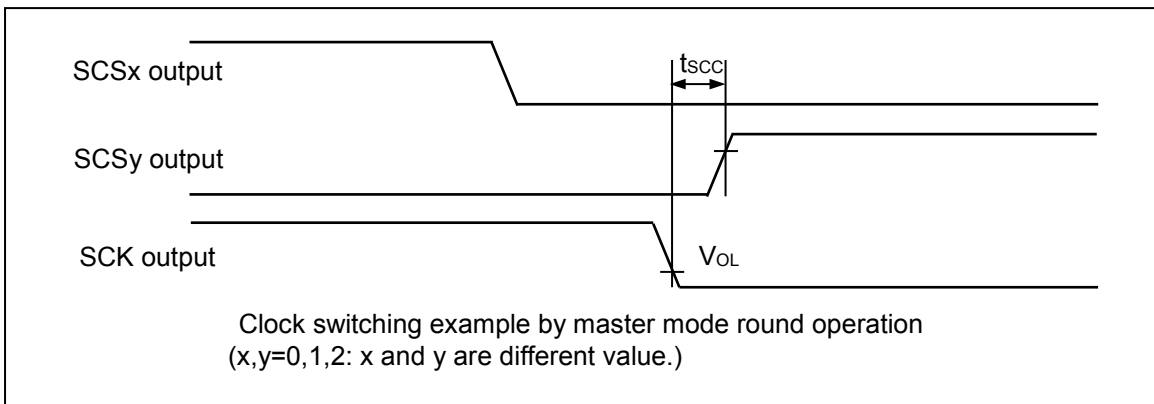 SCSx output
tSCC
SCSy output
SCK output
VOL
Clock switching example by master mode round operation
(x,y=0,1,2: x and y are different value.)